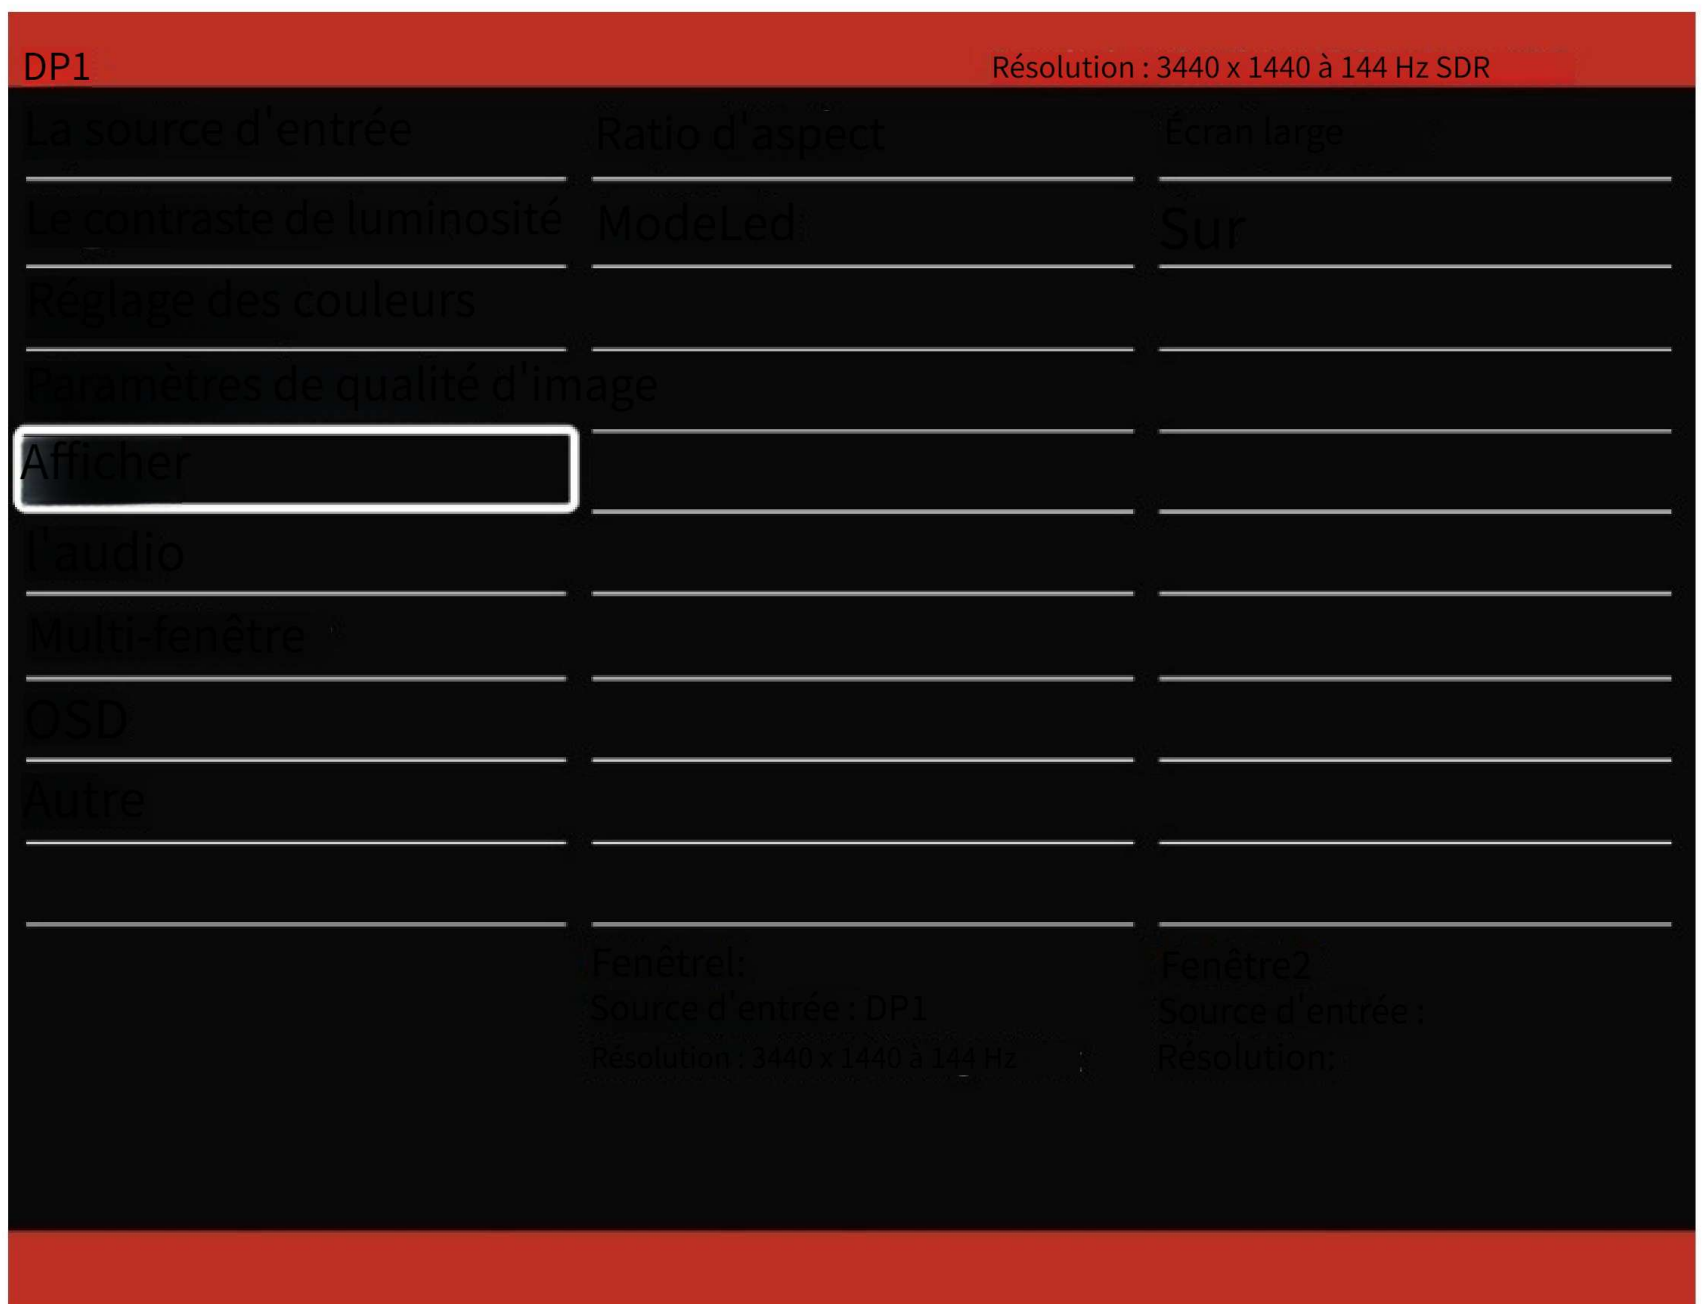 DP1
Résolution : 3440 x 1440 à 144 Hz SDR
La source d'entrée
Ratio d'aspect
Écran large
Le contraste de luminosité
ModeLed
Sur
Réglage des couleurs
Paramètres de qualité d'image
Afficher
l'audio
Multi-fenêtre
OSD
Autre
Fenêtrel:
Source d'entrée : DP1
Résolution : 3440 x 1440 à 144 Hz
Fenêtre2
Source d'entrée :
Résolution: